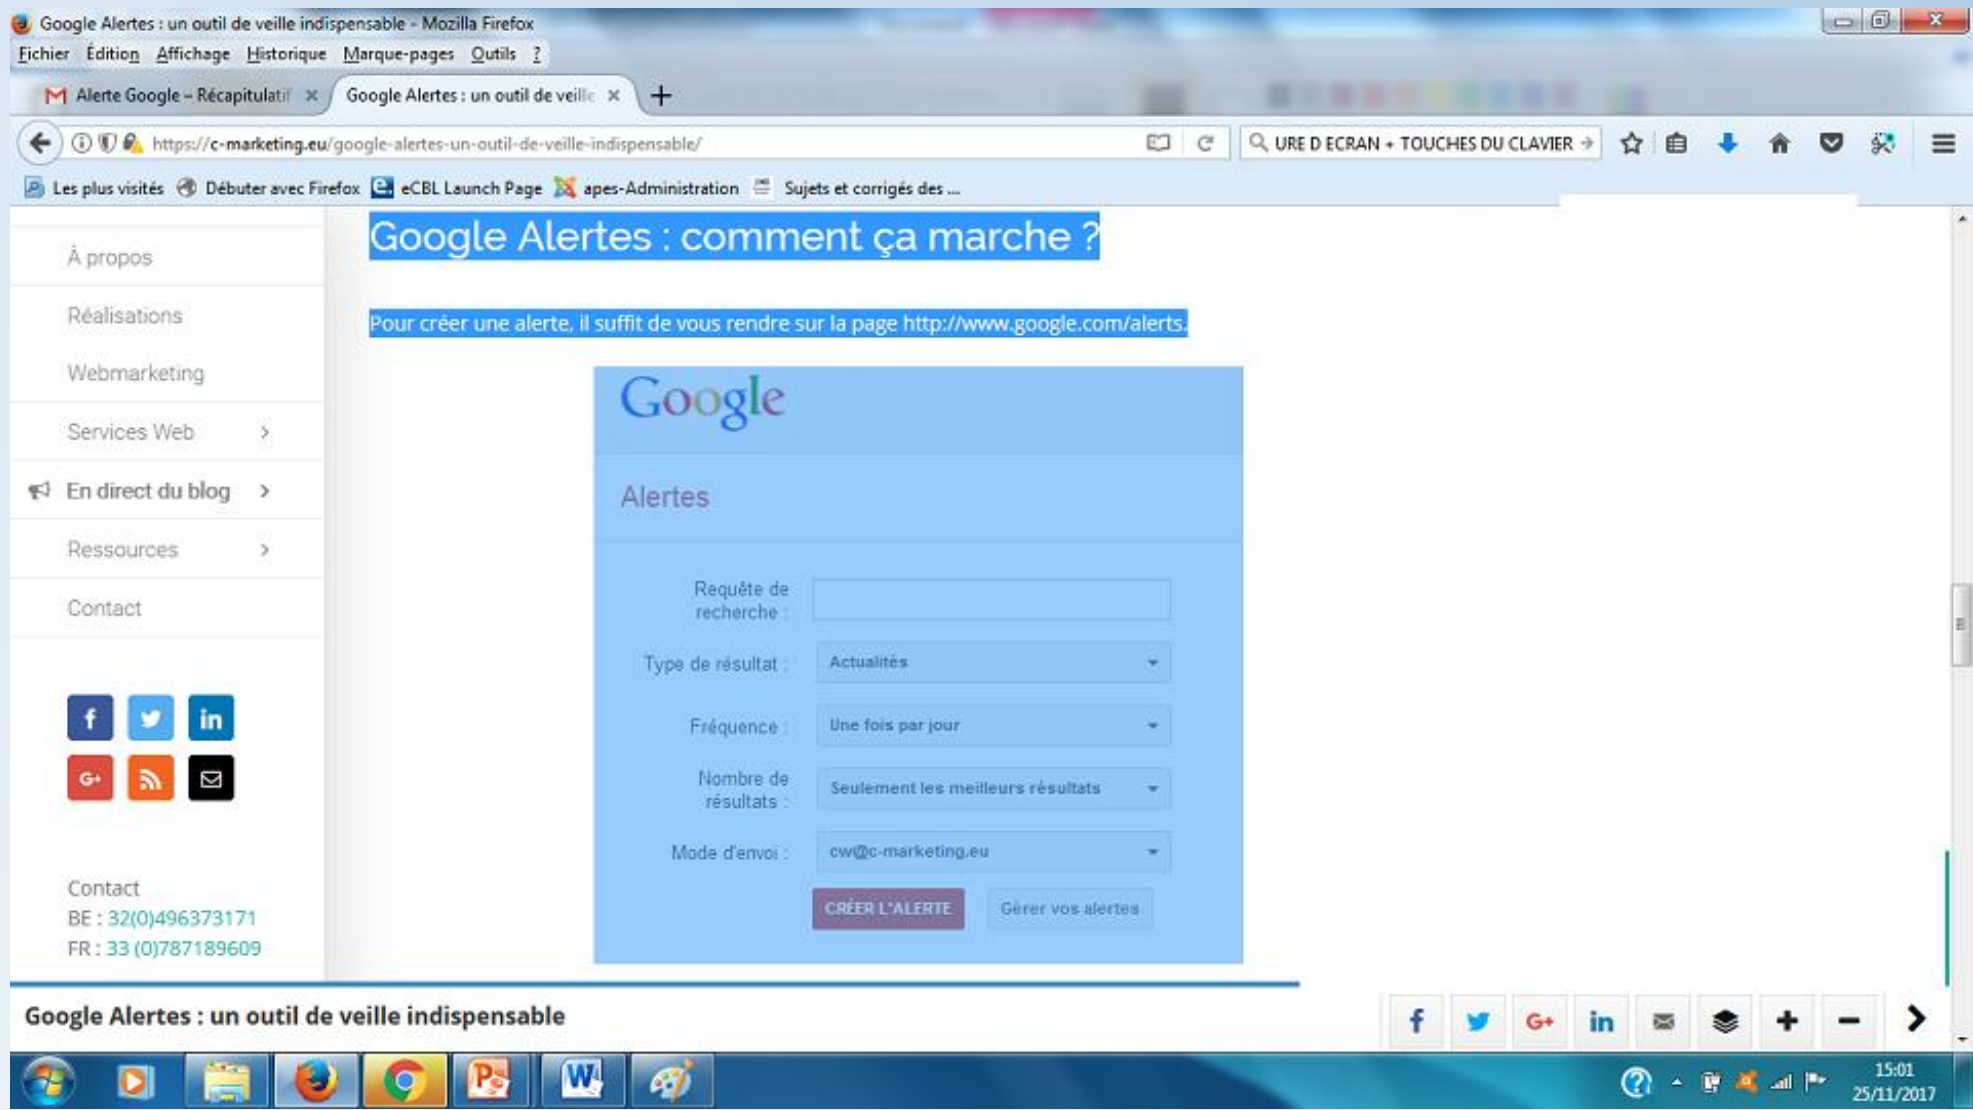 Google Alertes : un outil de veille indispensable - Mozilla Firefox
Fichier Édition Affichage Historique Marque-pages Outils ?
Alerte Google – Récapitulatif
Google Alertes : un outil de veille
https://c-marketing.eu/google-alertes-un-outil-de-veille-indispensable/
URE D ECRAN + TOUCHES DU CLAVIER
Les plus visités Débuter avec Firefox eCBL Launch Page apes-Administration Sujets et corrigés des ...
À propos
Réalisations
Webmarketing
Services Web
En direct du blog
Ressources
Contact
f in
G+
Contact
BE : 32(0)496373171
FR : 33 (0)787189609
Google Alertes : comment ça marche ?
Pour créer une alerte, il suffit de vous rendre sur la page http://www.google.com/alerts.
Google
Alertes
Requête de
recherche :
Type de résultat : Actualités
Fréquence : Une fois par jour
Nombre de
résultats : Seulement les meilleurs résultats
Mode d'envoi : cw@c-marketing.eu
CRÉER L'ALERTE Gérer vos alertes
Google Alertes : un outil de veille indispensable
f G+ in
15:01
25/11/2017